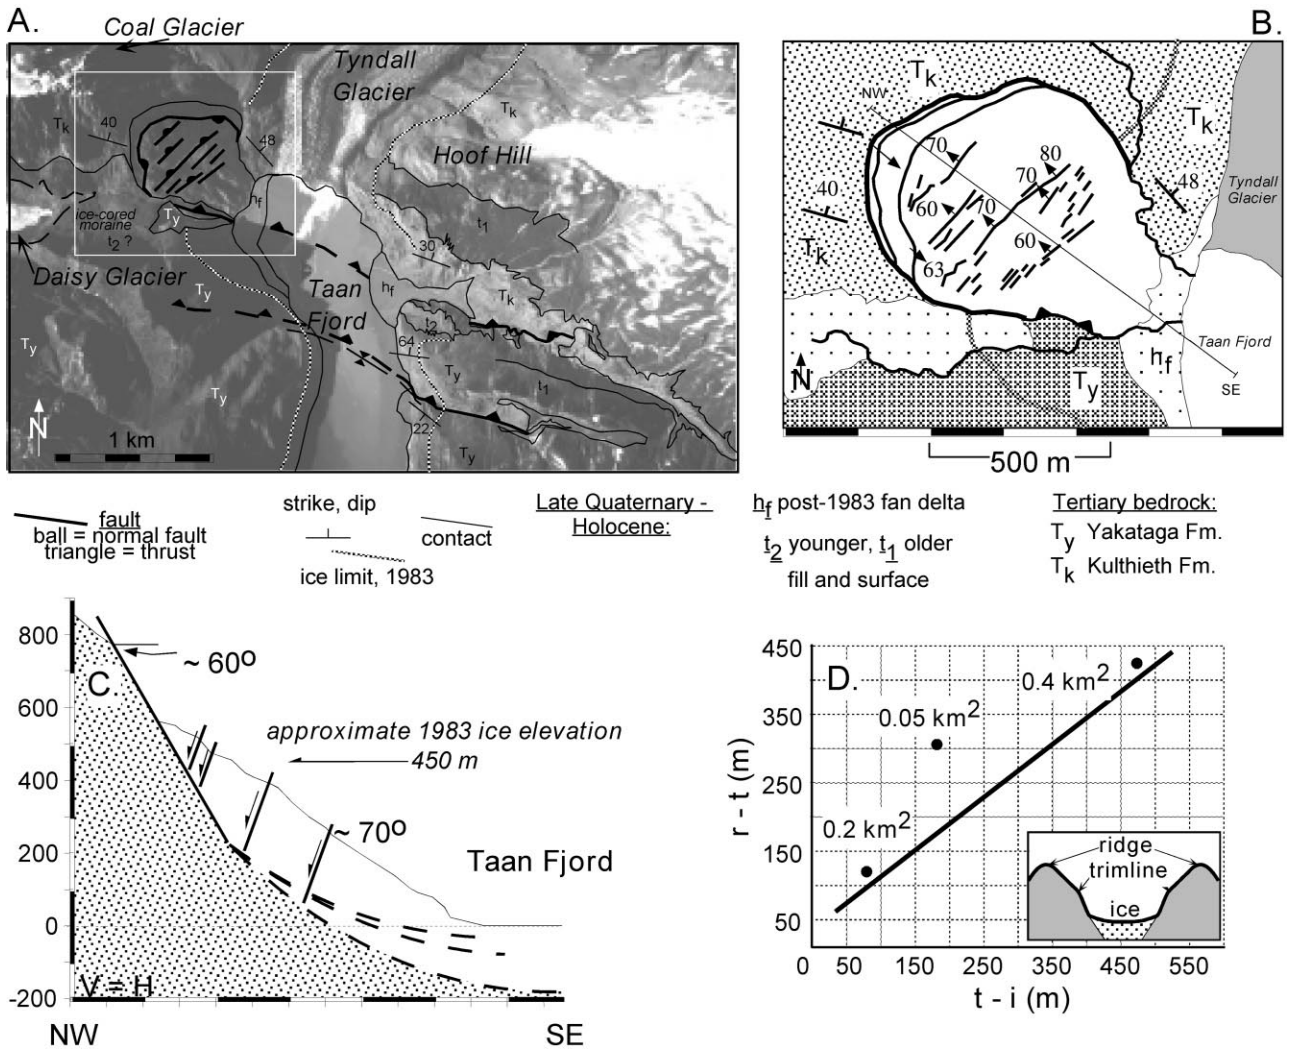 A.
Coal Glacier
Tyndall
Glacier
Hoof Hill
Tk
40
48
Tk
hf
Ty
ice-cored
moraine
t2 ?
Daisy Glacier
t1
30
Taan
Fjord
hf
Tk
t2
64
Ty
t1
Ty
Ty
Ty
22
Ty
N
1 km
B.
Tk
NW
Tk
70
80
70
40
60
70
60
48
Tyndall
Glacier
Tk
63
Taan Fjord
hf
Ty
SE
N
500 m
fault
ball = normal fault
triangle = thrust
strike, dip
ice limit, 1983
contact
Late Quaternary -
Holocene:
hf post-1983 fan delta
t2 younger, t1 older
fill and surface
Tertiary bedrock:
Ty Yakataga Fm.
Tk Kulthieth Fm.
C.
800
600
400
200
0
-200
~ 60o
approximate 1983 ice elevation
450 m
~ 70o
Taan Fjord
V = H
NW
SE
D.
450
350
250
150
50
r - t (m)
0.4 km2
0.05 km2
0.2 km2
ridge
trimline
ice
0 50 150 250 350 450 550
t - i (m)